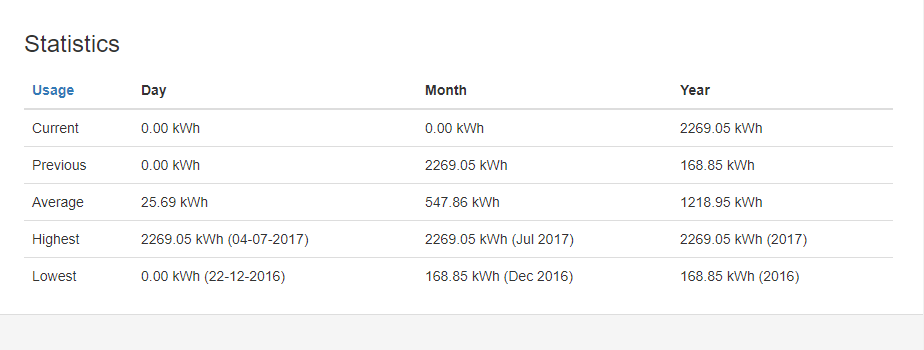 Statistics
Usage Day Month Year
Current 0.00 kWh 0.00 kWh 2269.05 kWh
Previous 0.00 kWh 2269.05 kWh 168.85 kWh
Average 25.69 kWh 547.86 kWh 1218.95 kWh
Highest 2269.05 kWh (04-07-2017) 2269.05 kWh (Jul 2017) 2269.05 kWh (2017)
Lowest 0.00 kWh (22-12-2016) 168.85 kWh (Dec 2016) 168.85 kWh (2016)